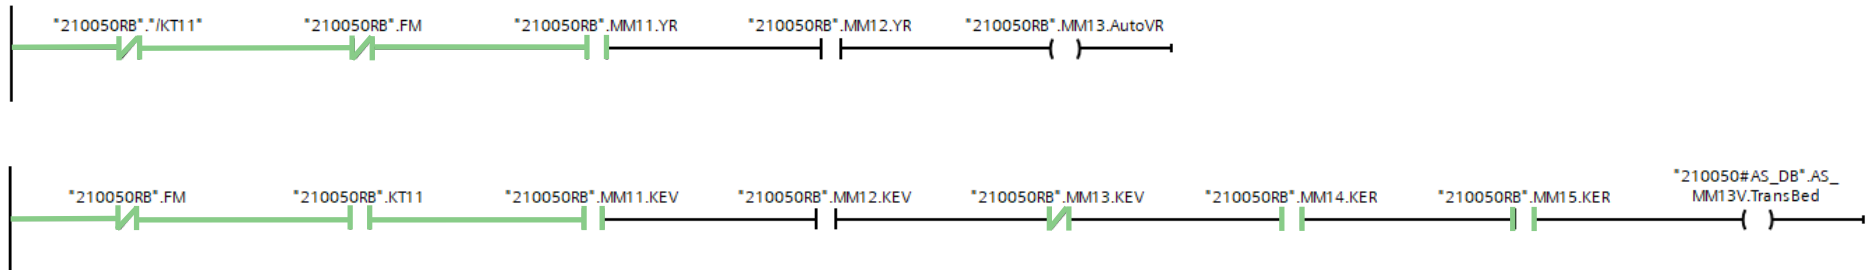 "210050RB"."/KT11"
"210050RB".FM
"210050RB".MM11.YR
"210050RB".MM12.YR
"210050RB".MM13.AutoVR
"210050RB".FM
"210050RB".KT11
"210050RB".MM11.KEV
"210050RB".MM12.KEV
"210050RB".MM13.KEV
"210050RB".MM14.KER
"210050RB".MM15.KER
"210050#AS_DB".AS_
MM13V.TransBed